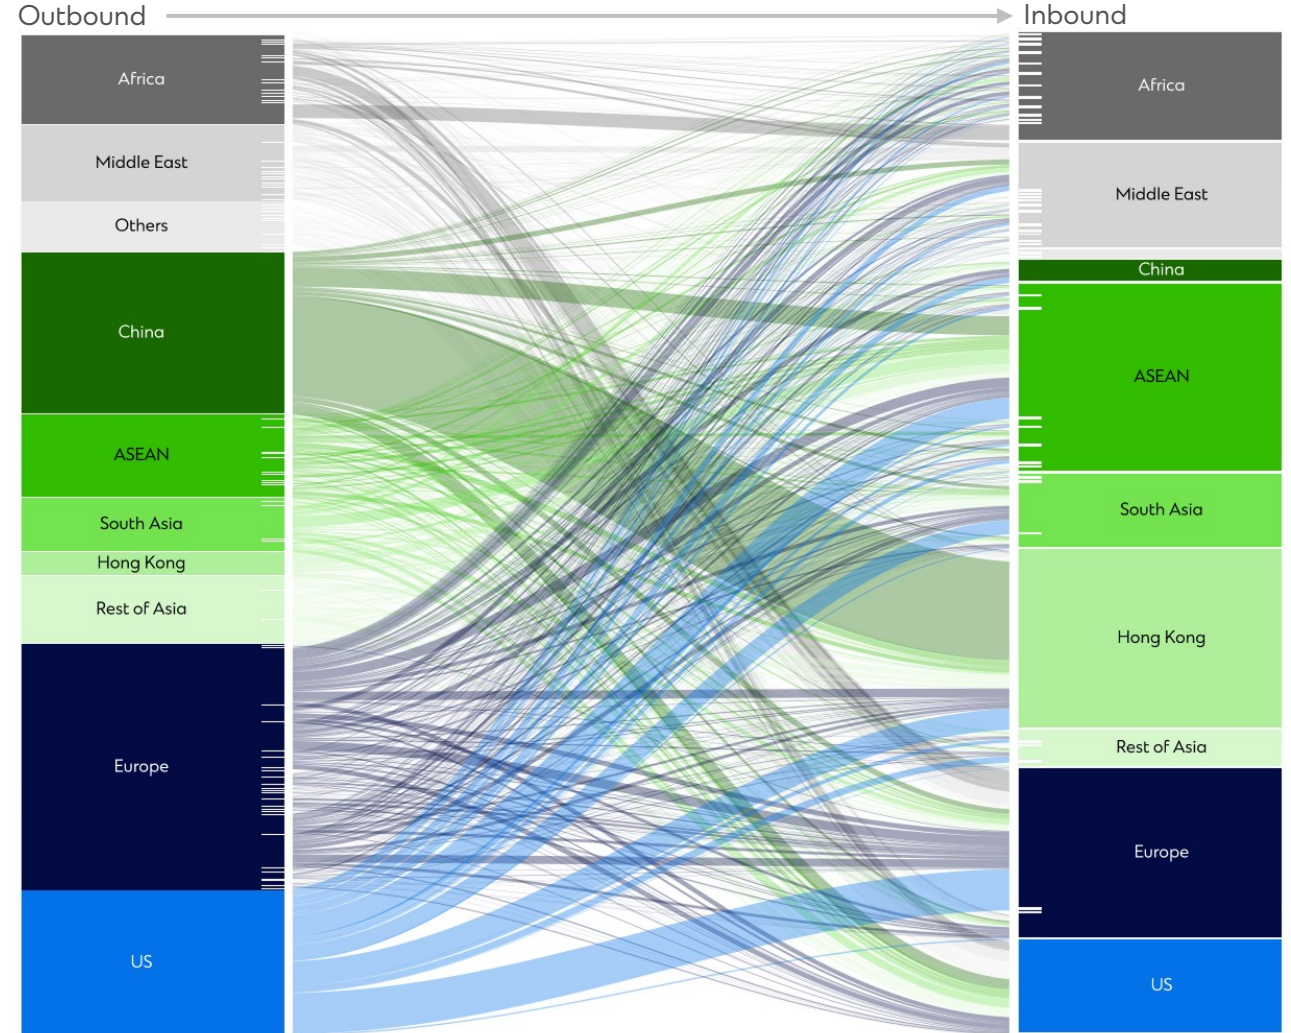 Outbound
Inbound
Africa
Middle East
Others
China
ASEAN
South Asia
Hong Kong
Rest of Asia
Europe
US
Africa
Middle East
China
ASEAN
South Asia
Hong Kong
Rest of Asia
Europe
US